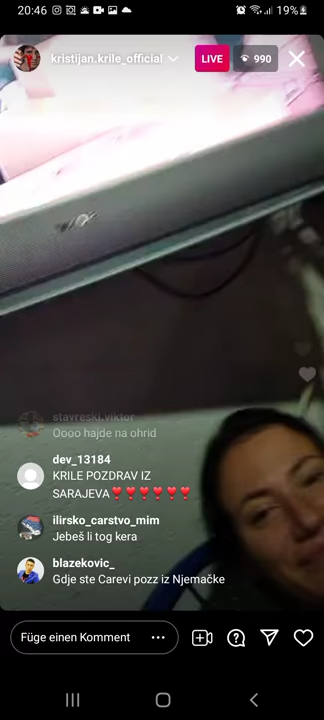 20:46
19%
kristijan.krile_official
LIVE
990
stavreski.viktor
Oooo hajde na ohrid
dev_13184
KRILE POZDRAV IZ
SARAJEVA❣️❣️❣️❣️❣️❣️
ilirsko_carstvo_mim
Jebeš li tog kera
blazekovic_
Gdje ste Carevi pozz iz Njemačke
Füge einen Kommentar